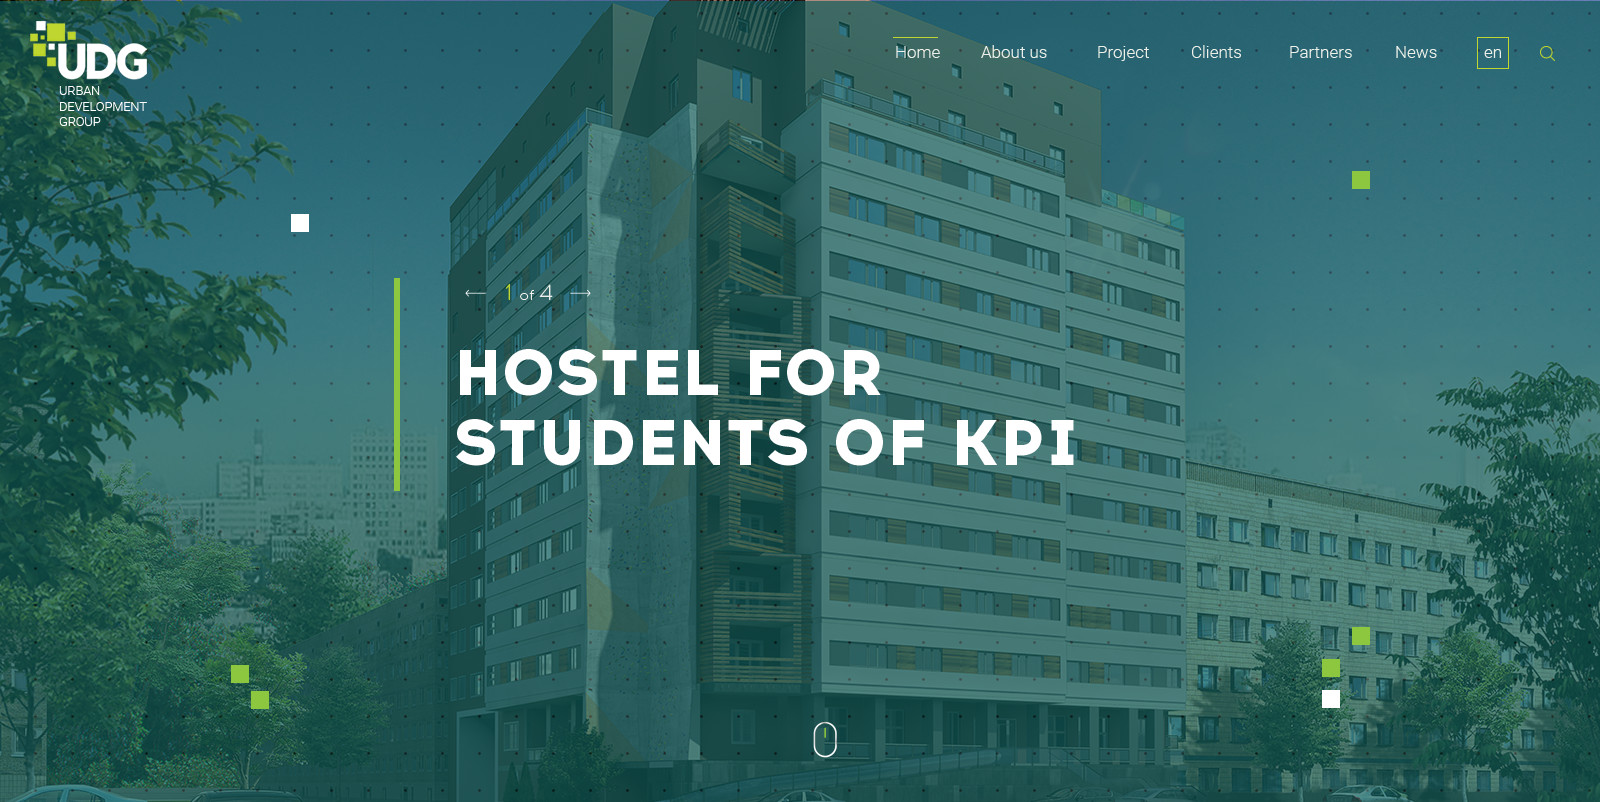 UDG
URBAN
DEVELOPMENT
GROUP
Home About us Project Clients Partners News en
1 of 4
HOSTEL FOR
STUDENTS OF KPI